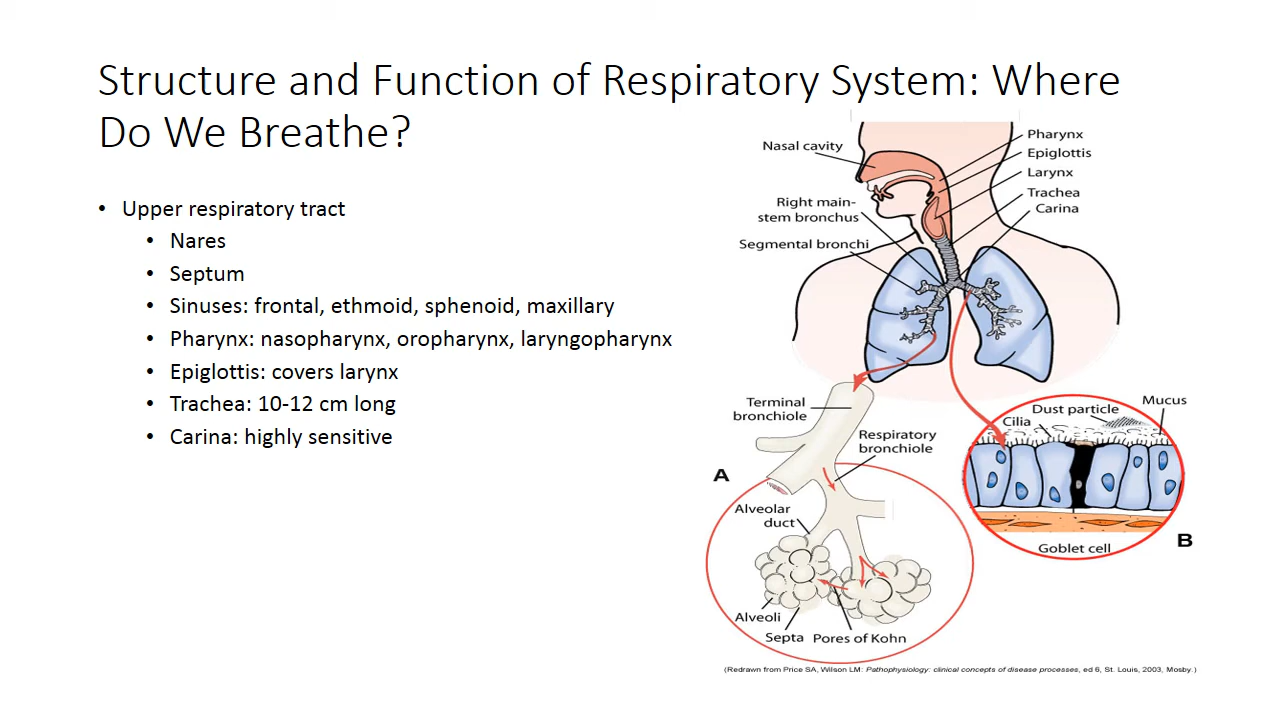 Structure and Function of Respiratory System: Where
Do We Breathe?
• Upper respiratory tract
• Nares
• Septum
• Sinuses: frontal, ethmoid, sphenoid, maxillary
• Pharynx: nasopharynx, oropharynx, laryngopharynx
• Epiglottis: covers larynx
• Trachea: 10-12 cm long
• Carina: highly sensitive
Nasal cavity
Right main-
stem bronchus
Segmental bronchi
Pharynx
Epiglottis
Larynx
Trachea
Carina
Terminal
bronchiole
Respiratory
bronchiole
A
Alveolar
duct
Alveoli
Septa
Pores of Kohn
Mucus
Dust particle
Cilia
Goblet cell
B
(Redrawn from Price SA, Wilson LM: Pathophysiology: clinical concepts of disease processes, ed 6, St. Louis, 2003, Mosby.)